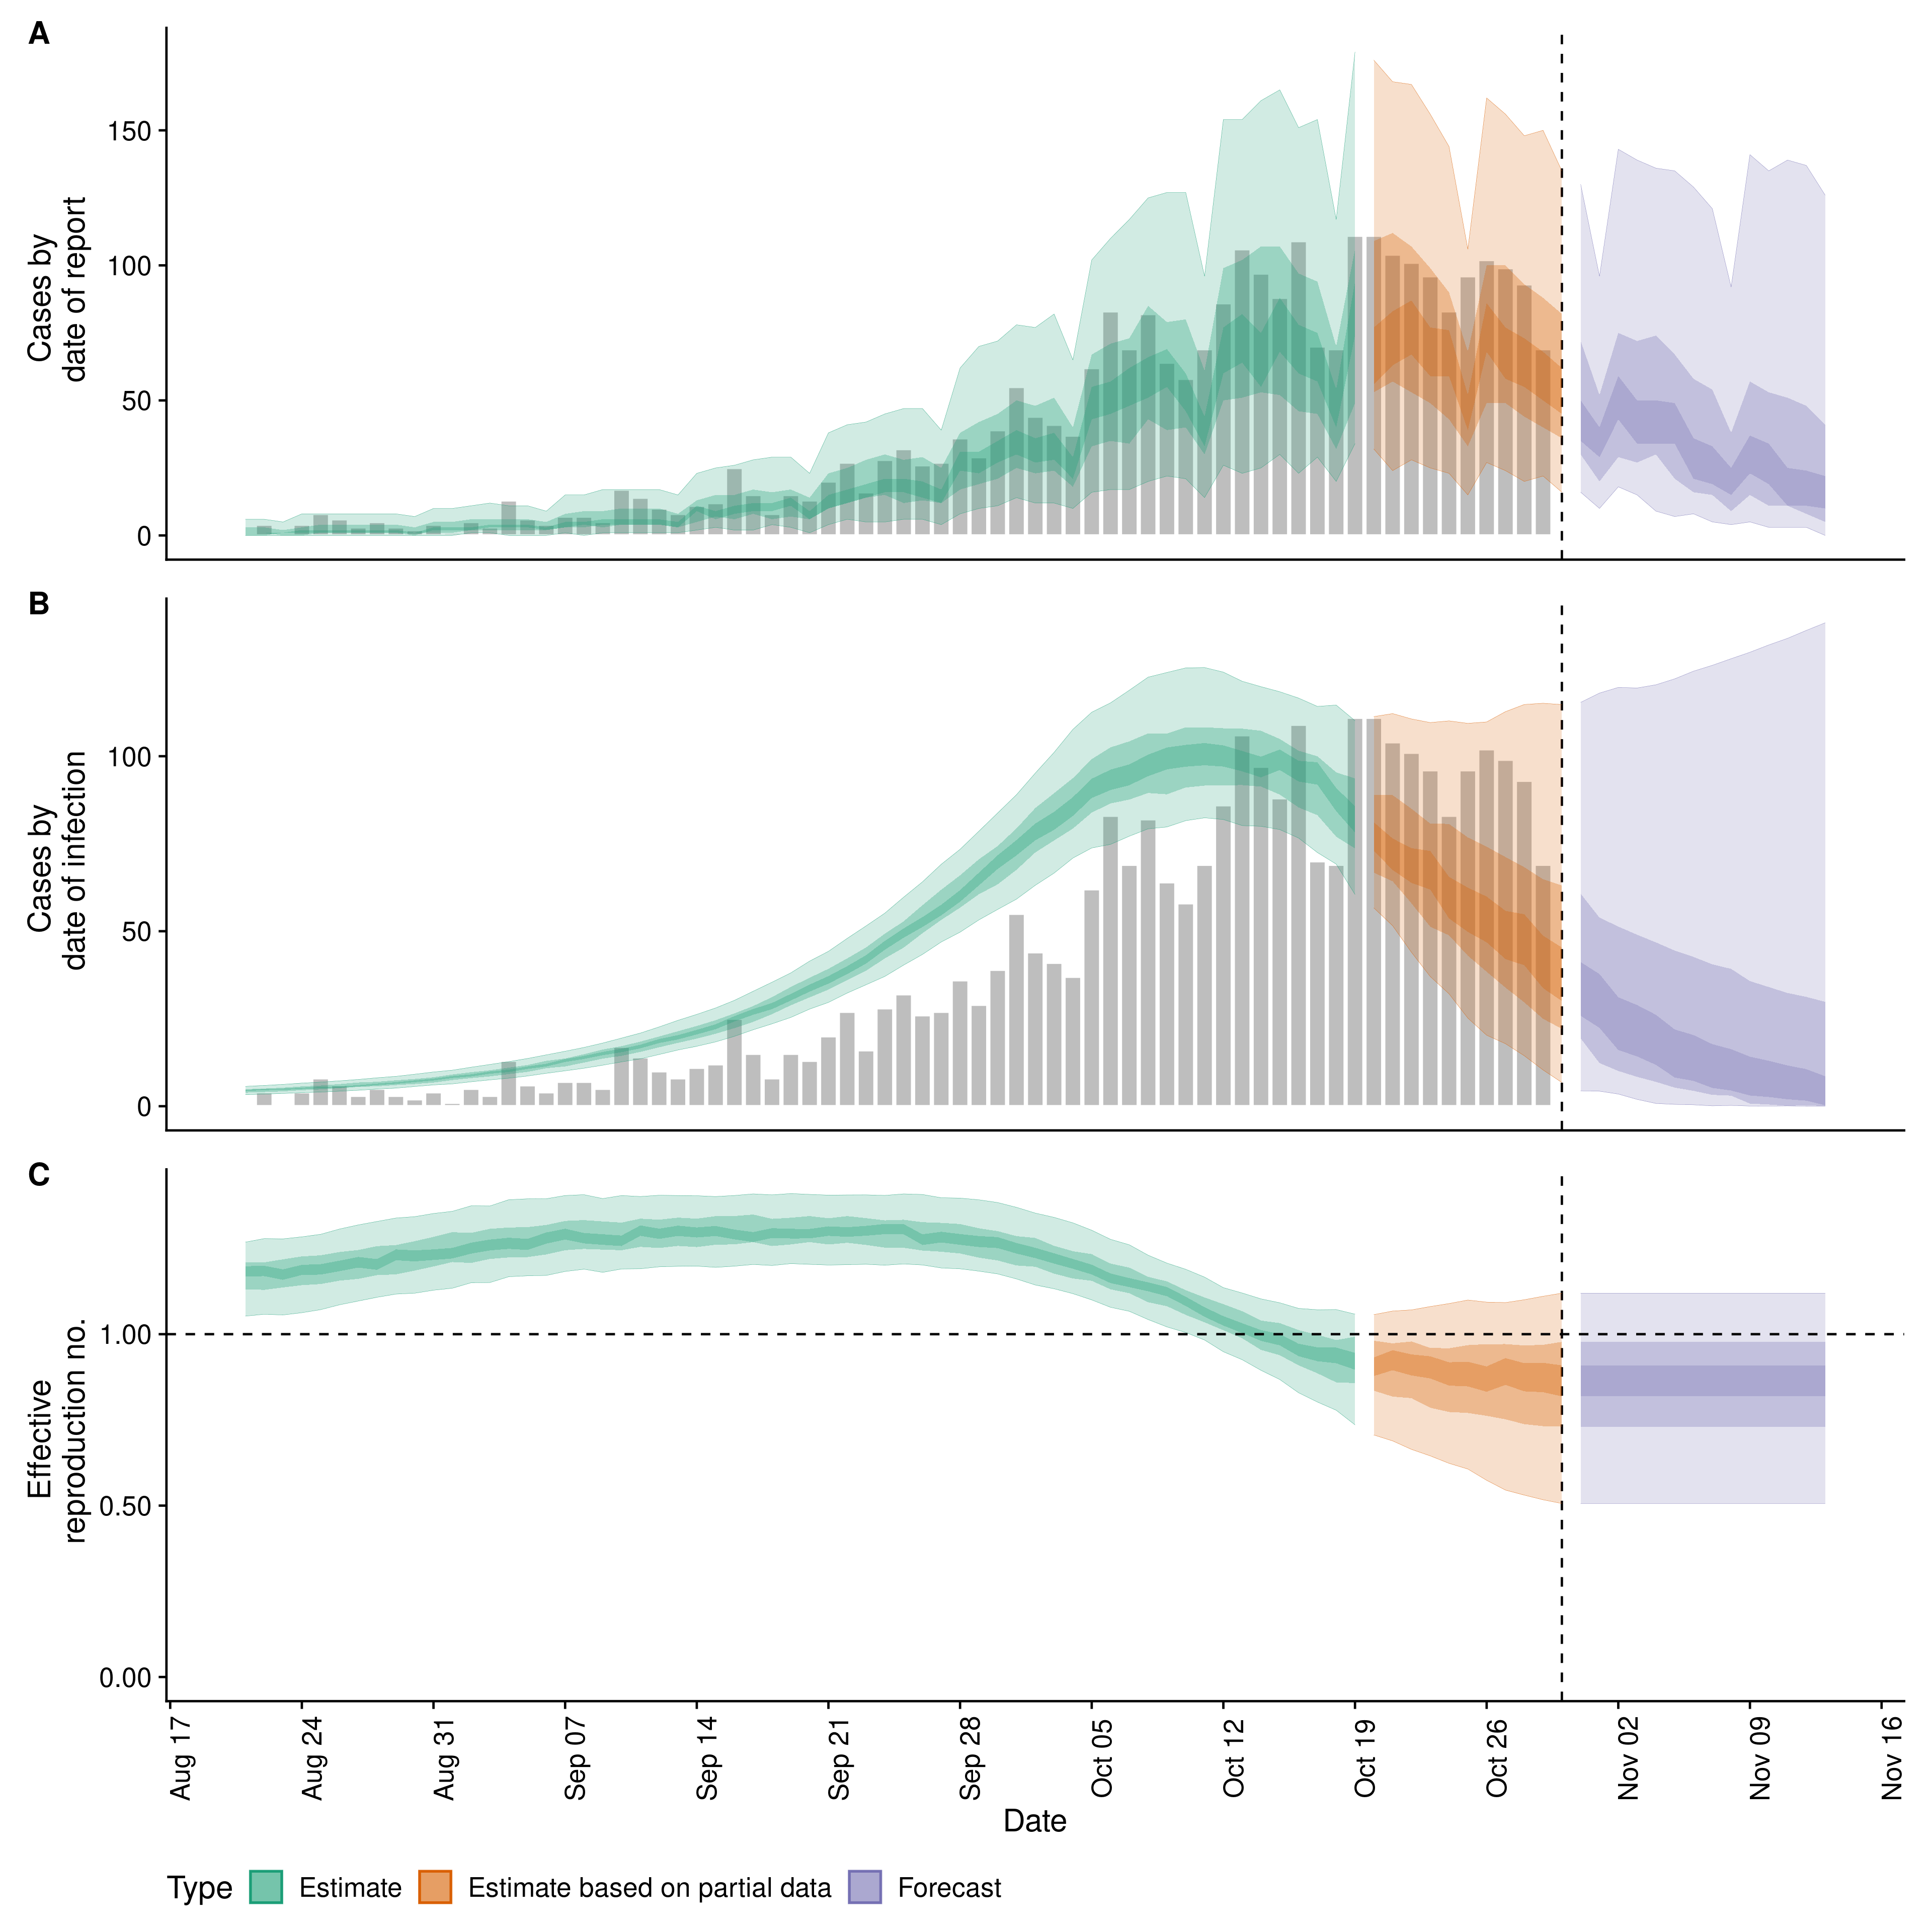 A
Cases by
date of report
150
100
50
0
B
Cases by
date of infection
100
50
0
C
Effective
reproduction no.
1.00
0.50
0.00
Aug 17
Aug 24
Aug 31
Sep 07
Sep 14
Sep 21
Sep 28
Oct 05
Oct 12
Oct 19
Oct 26
Nov 02
Nov 09
Nov 16
Date
Type Estimate Estimate based on partial data Forecast